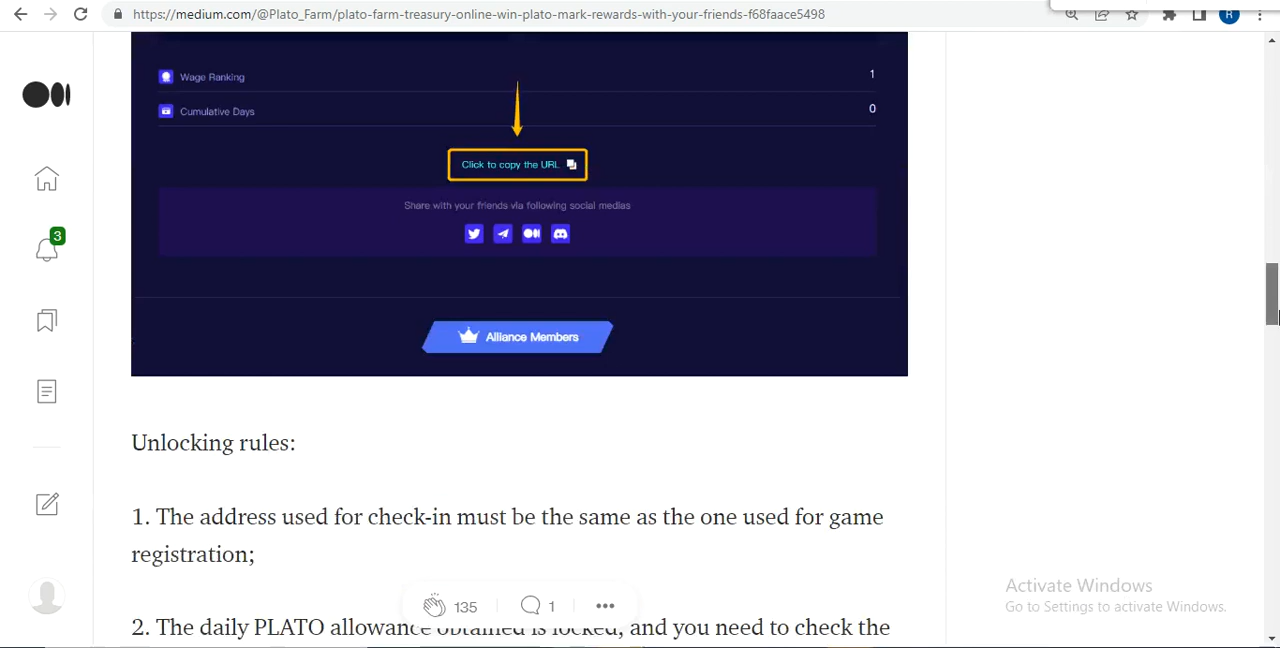 https://medium.com/@Plato_Farm/plato-farm-treasury-online-win-plato-mark-rewards-with-your-friends-f68faace5498
R
Wage Ranking 1
Cumulative Days 0
Click to copy the URL
Share with your friends via following social medias
3
Alliance Members
Unlocking rules:
1. The address used for check-in must be the same as the one used for game
registration;
Activate Windows
Go to Settings to activate Windows.
135 1
2. The daily PLATO allowance obtained is locked, and you need to check the